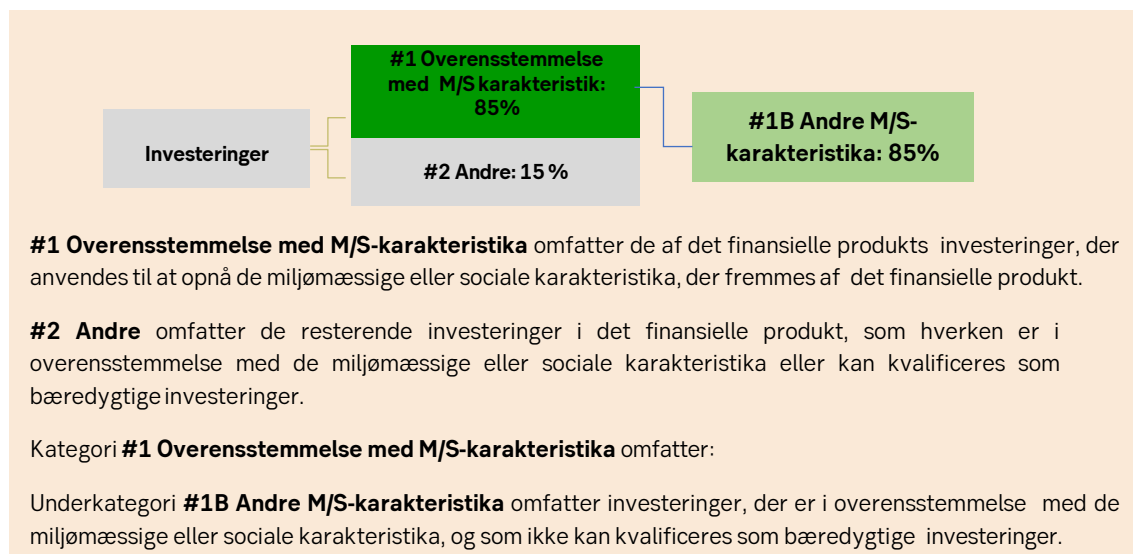 #1 Overensstemmelse
med M/S karakteristik:
85%
#1B Andre M/S-
karakteristika: 85%
Investeringer
#2 Andre: 15 %
#1 Overensstemmelse med M/S-karakteristika omfatter de af det finansielle produkts investeringer, der
anvendes til at opnå de miljømæssige eller sociale karakteristika, der fremmes af det finansielle produkt.
#2 Andre omfatter de resterende investeringer i det finansielle produkt, som hverken er i
overensstemmelse med de miljømæssige eller sociale karakteristika eller kan kvalificeres som
bæredygtige investeringer.
Kategori #1 Overensstemmelse med M/S-karakteristika omfatter:
Underkategori #1B Andre M/S-karakteristika omfatter investeringer, der er i overensstemmelse med de
miljømæssige eller sociale karakteristika, og som ikke kan kvalificeres som bæredygtige investeringer.